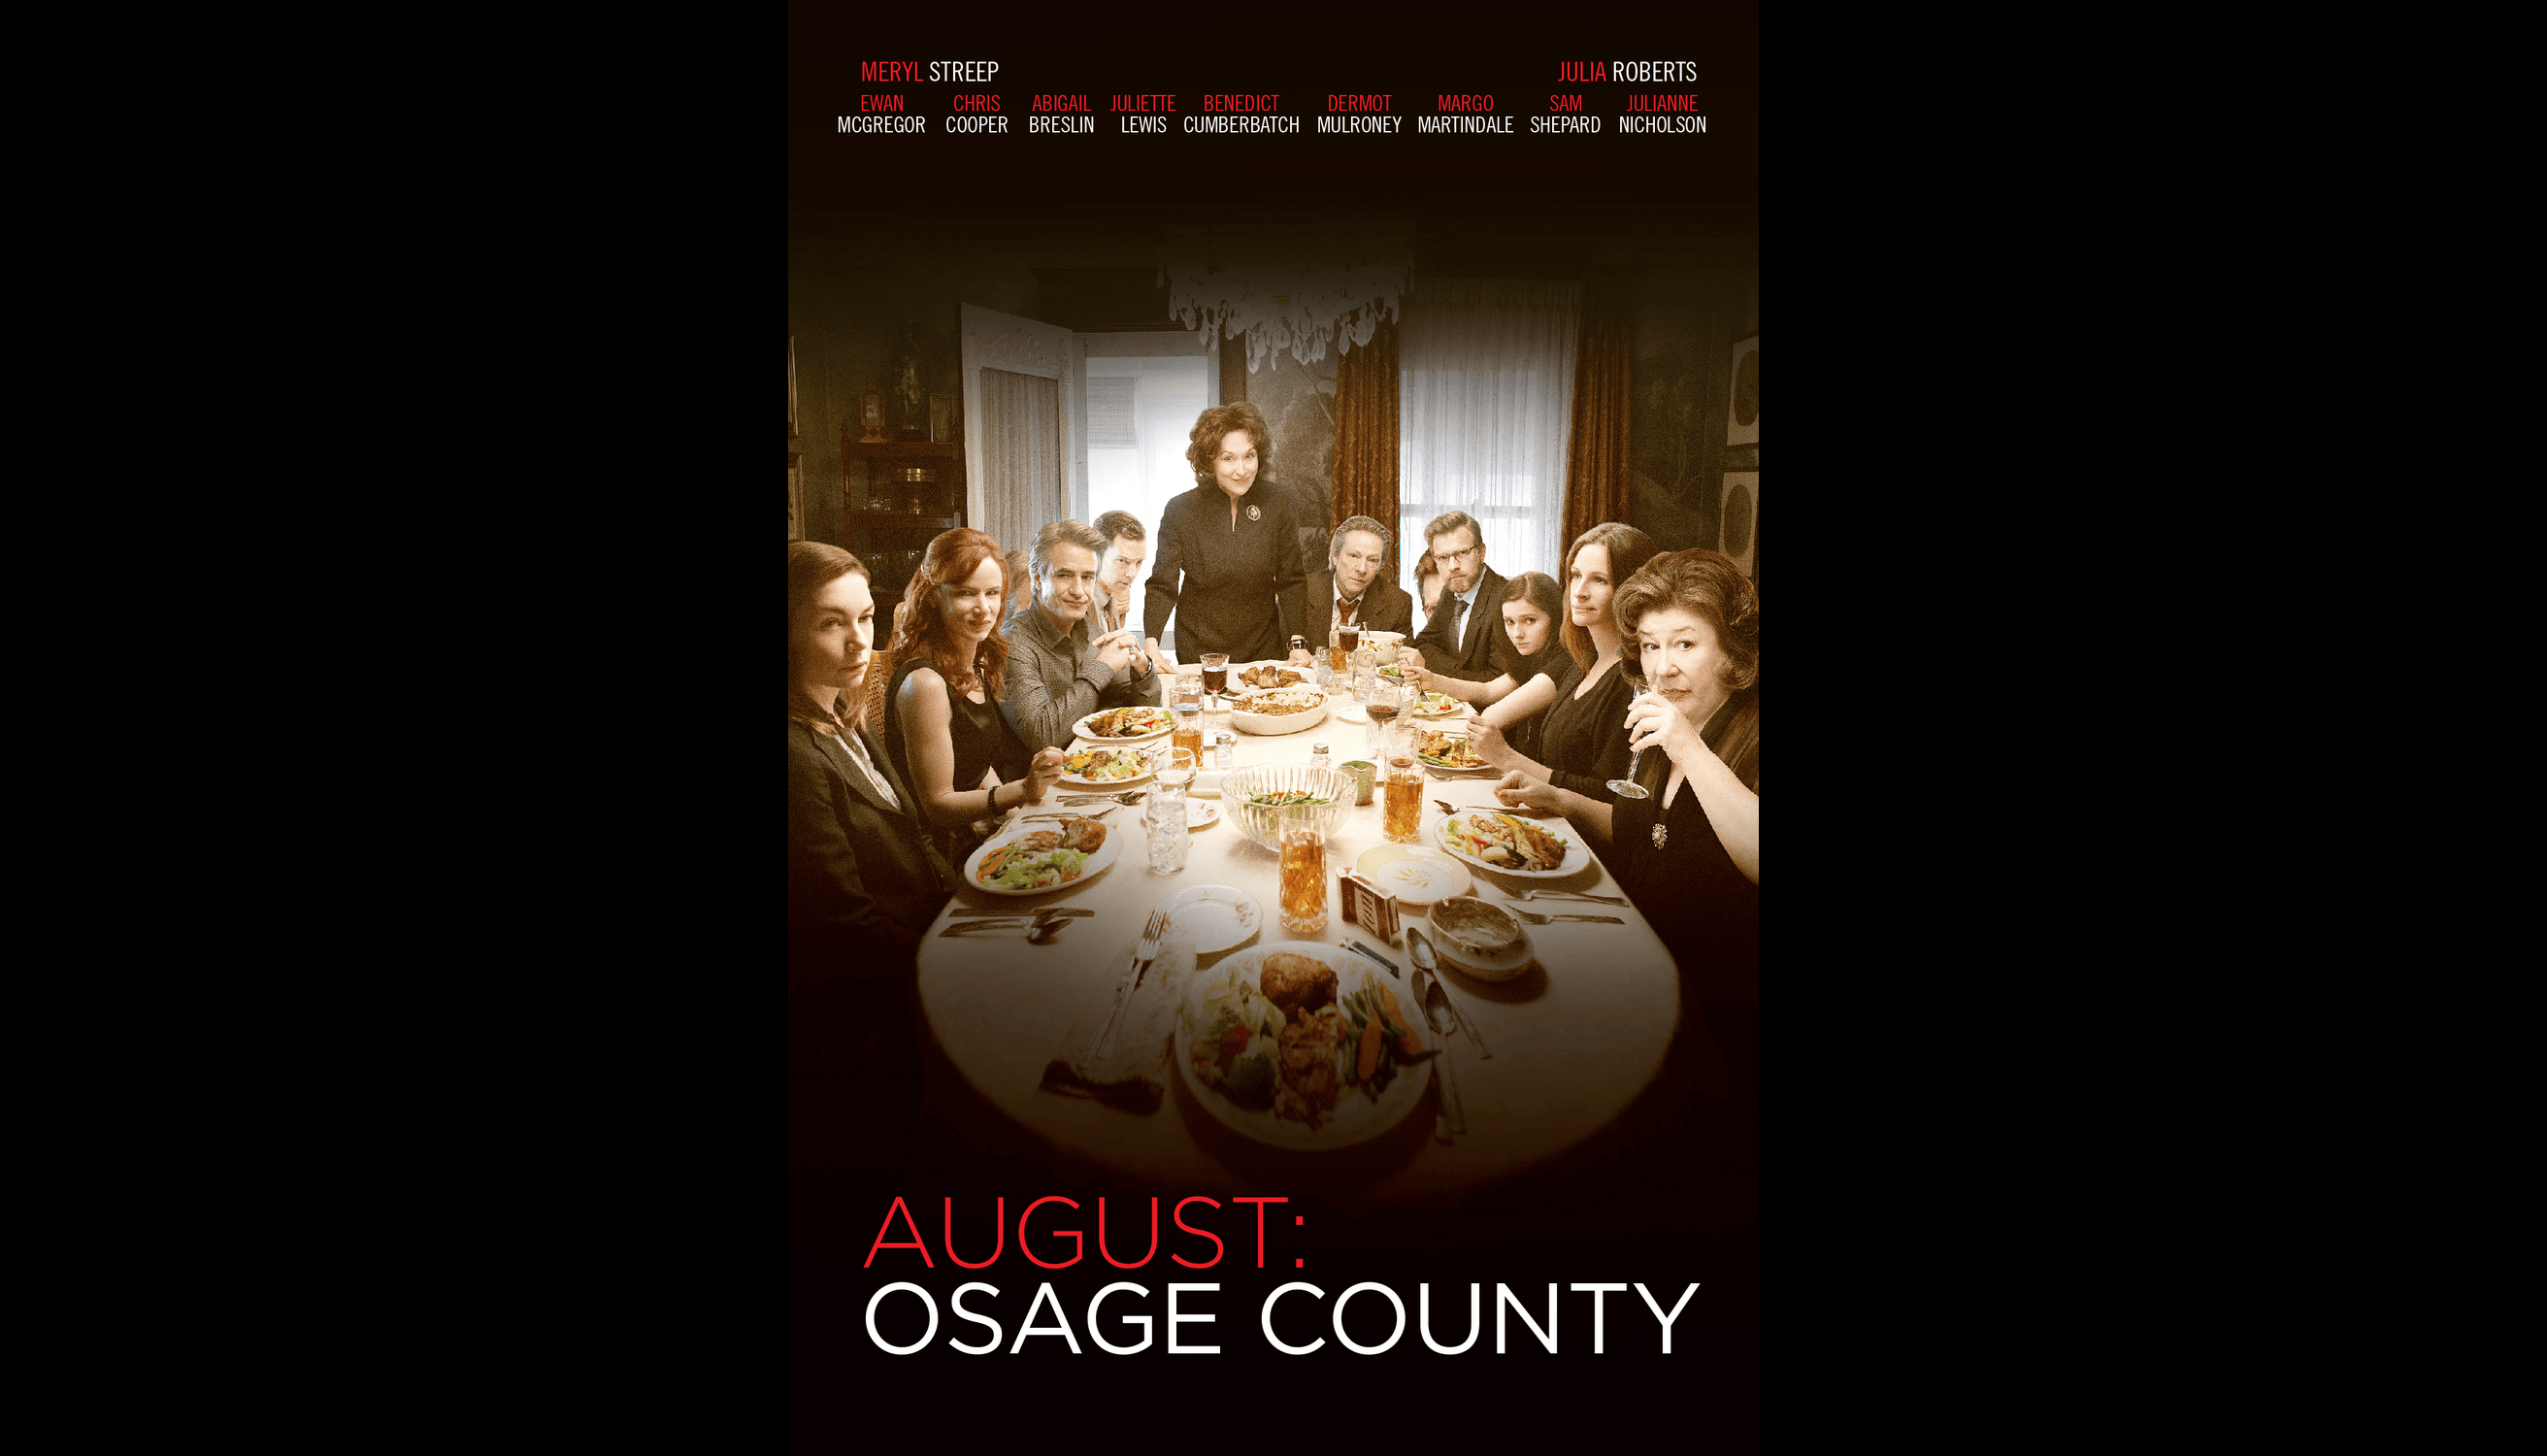 MERYL STREEP JULIA ROBERTS
EWAN CHRIS ABIGAIL JULIETTE BENEDICT DERMOT MARGO SAM JULIANNE
MCGREGOR COOPER BRESLIN LEWIS CUMBERBATCH MULRONEY MARTINDALE SHEPARD NICHOLSON
AUGUST:
OSAGE COUNTY